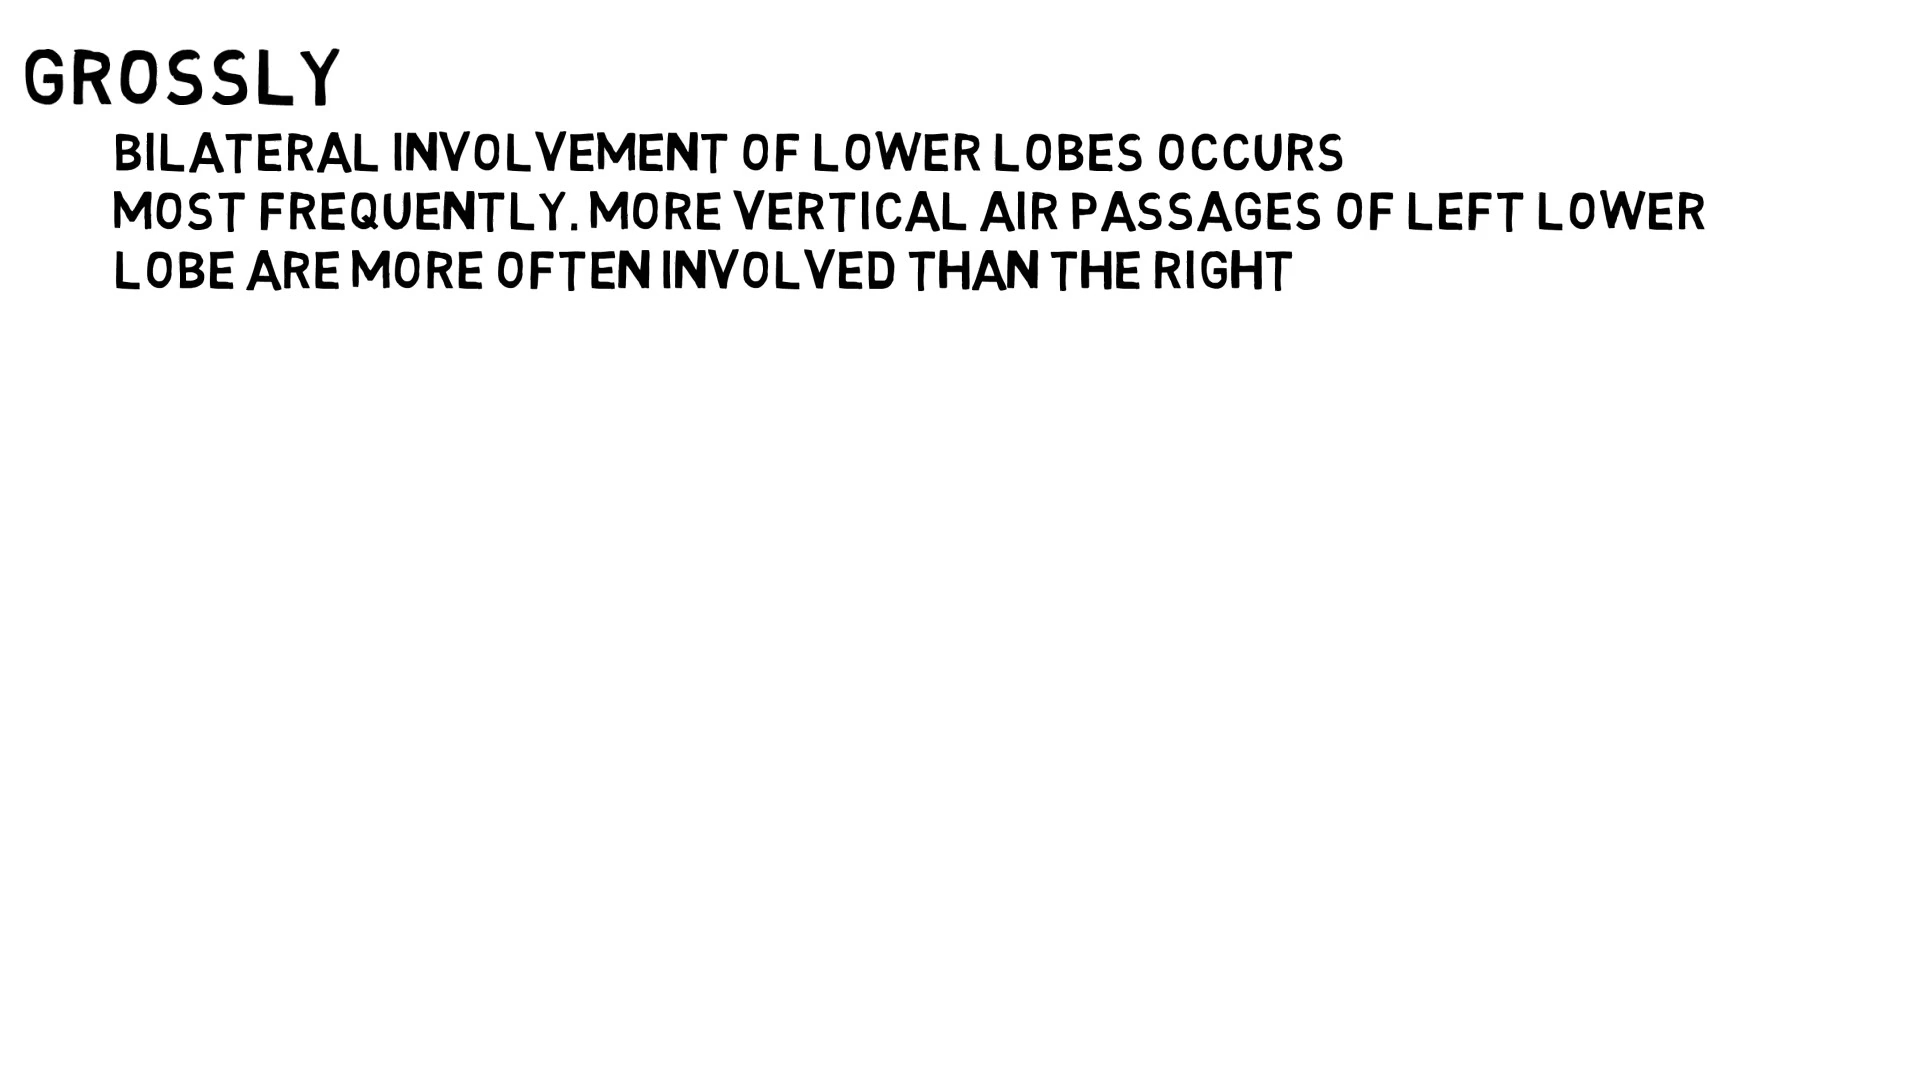 GROSSLY
BILATERAL INVOLVEMENT OF LOWER LOBES OCCURS
MOST FREQUENTLY. MORE VERTICAL AIR PASSAGES OF LEFT LOWER
LOBE ARE MORE OFTEN INVOLVED THAN THE RIGHT